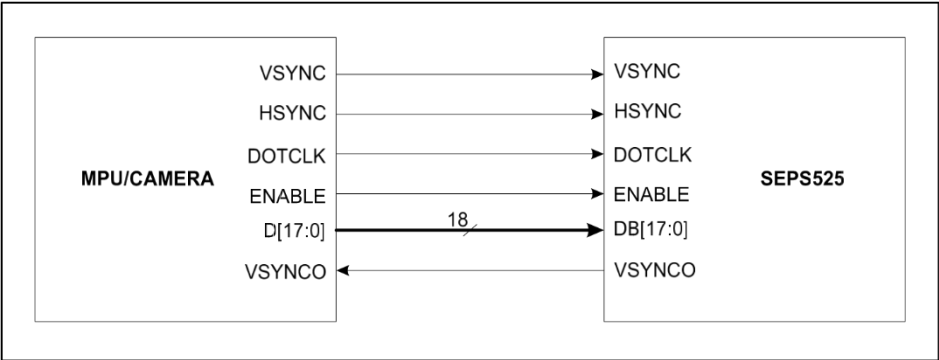 VSYNC VSYNC
HSYNC HSYNC
DOTCLK DOTCLK
MPU/CAMERA SEPS525
ENABLE ENABLE
D[17:0] 18 DB[17:0]
VSYNCO VSYNCO